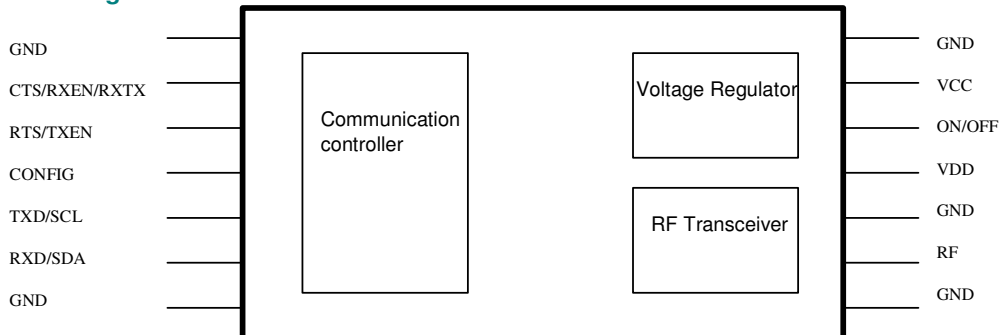 GND
CTS/RXEN/RXTX
RTS/TXEN
CONFIG
TXD/SCL
RXD/SDA
GND
Communication
controller
Voltage Regulator
RF Transceiver
GND
VCC
ON/OFF
VDD
GND
RF
GND